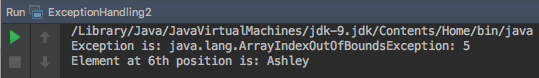 Run ExceptionHandling2
/Library/Java/JavaVirtualMachines/jdk-9.jdk/Contents/Home/bin/java
Exception is: java.lang.ArrayIndexOutOfBoundsException: 5
Element at 6th position is: Ashley